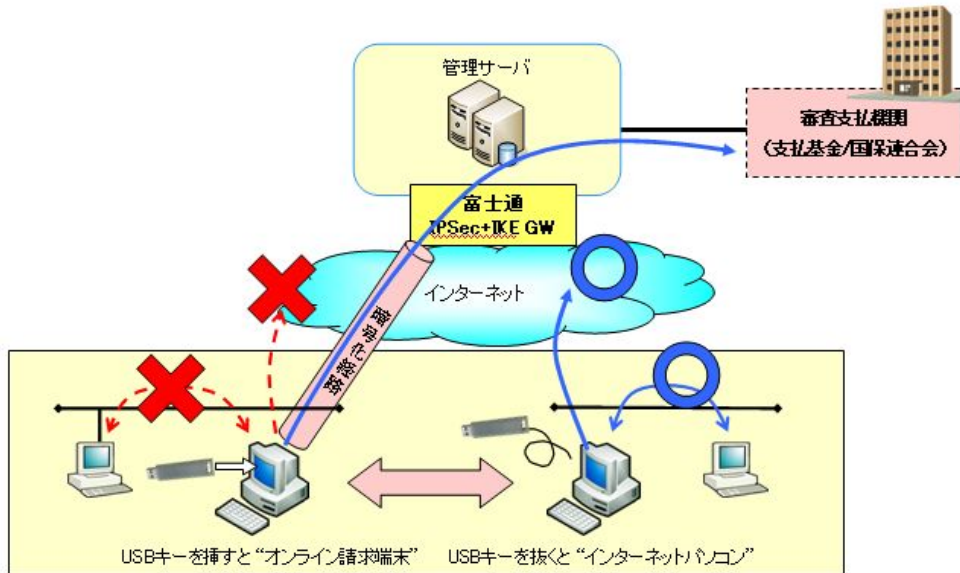 管理サーバ
審査支払機関
(支払基金/国保連合会)
富士通
IPSec+IKE GW
インターネット
暗号化経路
USBキーを挿すと“オンライン請求端末”
USBキーを抜くと“インターネットパソコン”